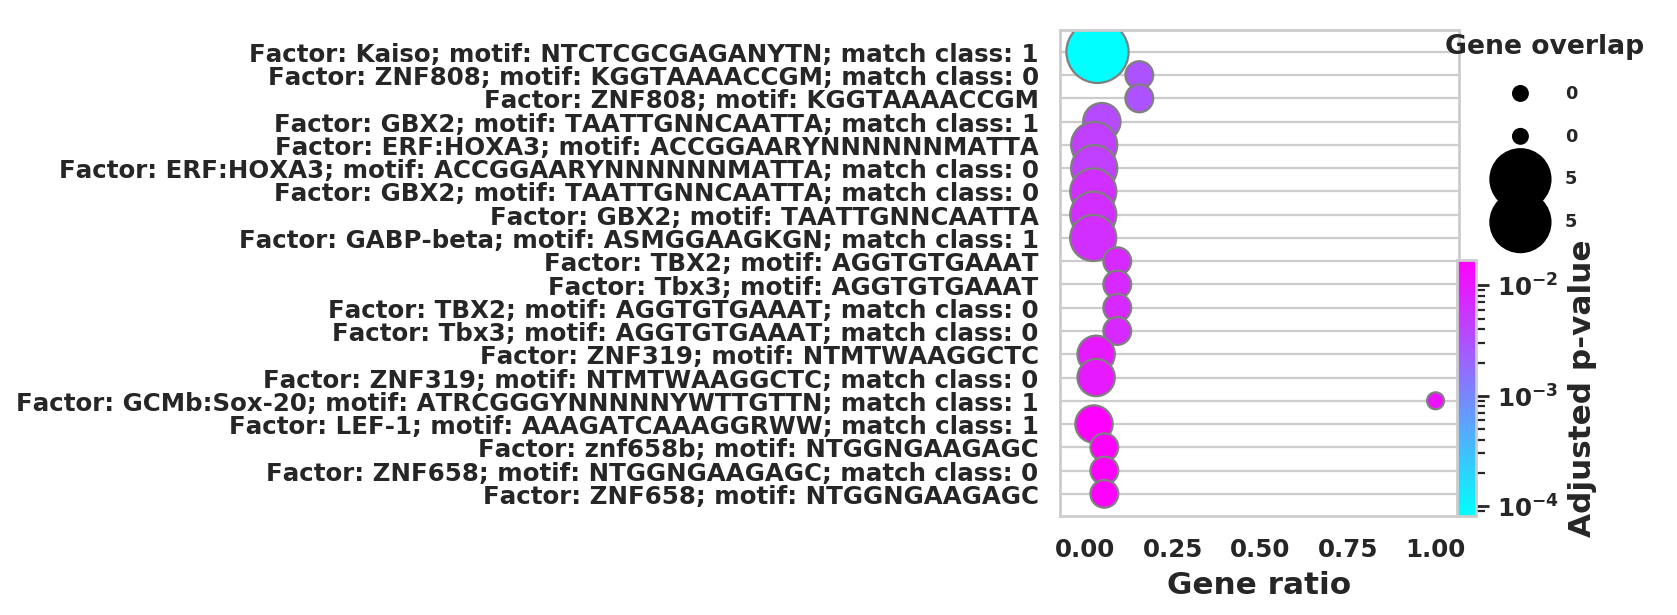 Factor: Kaiso; motif: NTCTCGCGAGANYTN; match class: 1
Factor: ZNF808; motif: KGGTAAAACCGM; match class: 0
Factor: ZNF808; motif: KGGTAAAACCGM
Factor: GBX2; motif: TAATTGNNCAATTA; match class: 1
Factor: ERF:HOXA3; motif: ACCGGAARYNNNNNNMATTA
Factor: ERF:HOXA3; motif: ACCGGAARYNNNNNNMATTA; match class: 0
Factor: GBX2; motif: TAATTGNNCAATTA; match class: 0
Factor: GBX2; motif: TAATTGNNCAATTA
Factor: GABP-beta; motif: ASMGGAAGKGN; match class: 1
Factor: TBX2; motif: AGGTGTGAAAT
Factor: Tbx3; motif: AGGTGTGAAAT
Factor: TBX2; motif: AGGTGTGAAAT; match class: 0
Factor: Tbx3; motif: AGGTGTGAAAT; match class: 0
Factor: ZNF319; motif: NTMTWAAGGCTC
Factor: ZNF319; motif: NTMTWAAGGCTC; match class: 0
Factor: GCMb:Sox-20; motif: ATRCGGGYNNNNNYWTTGTTN; match class: 1
Factor: LEF-1; motif: AAAGATCAAAGGRWW; match class: 1
Factor: znf658b; motif: NTGGNGAAGAGC
Factor: ZNF658; motif: NTGGNGAAGAGC; match class: 0
Factor: ZNF658; motif: NTGGNGAAGAGC
0.00 0.25 0.50 0.75 1.00
Gene ratio
Gene overlap
0
0
5
5
10⁻²
10⁻³
10⁻⁴
Adjusted p-value